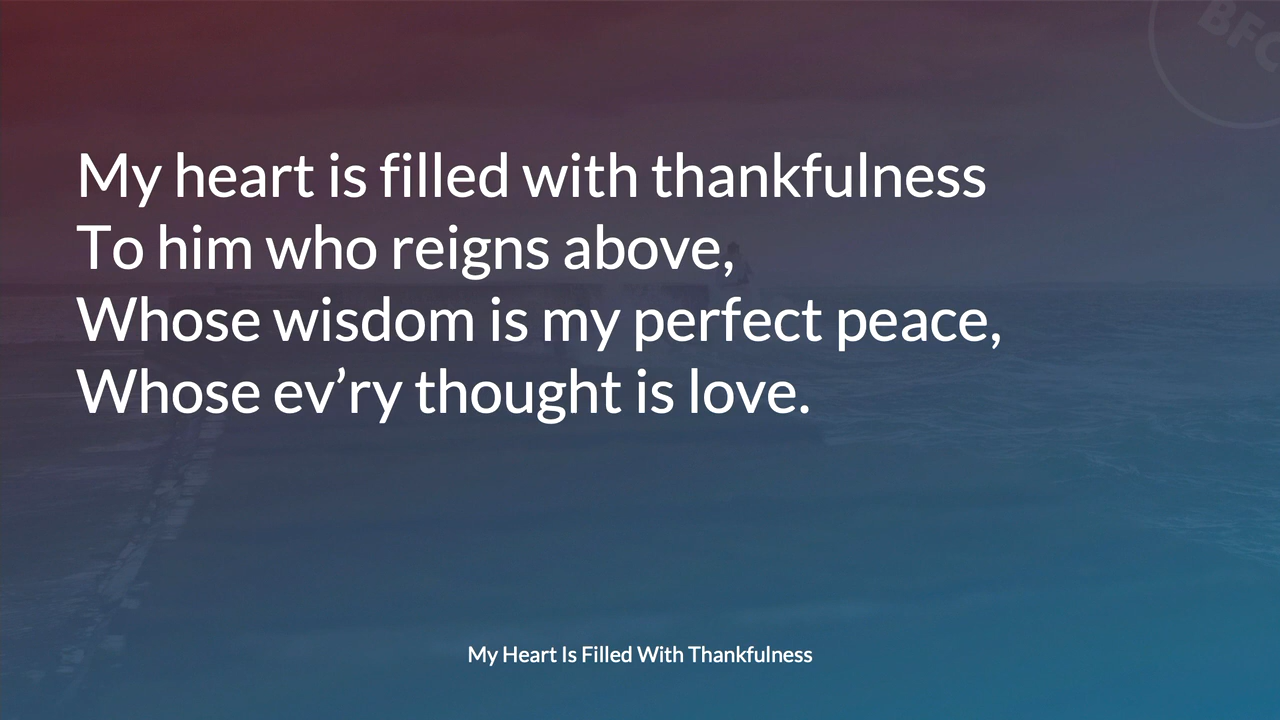 BFC
My heart is filled with thankfulness
To him who reigns above,
Whose wisdom is my perfect peace,
Whose ev’ry thought is love.
My Heart Is Filled With Thankfulness